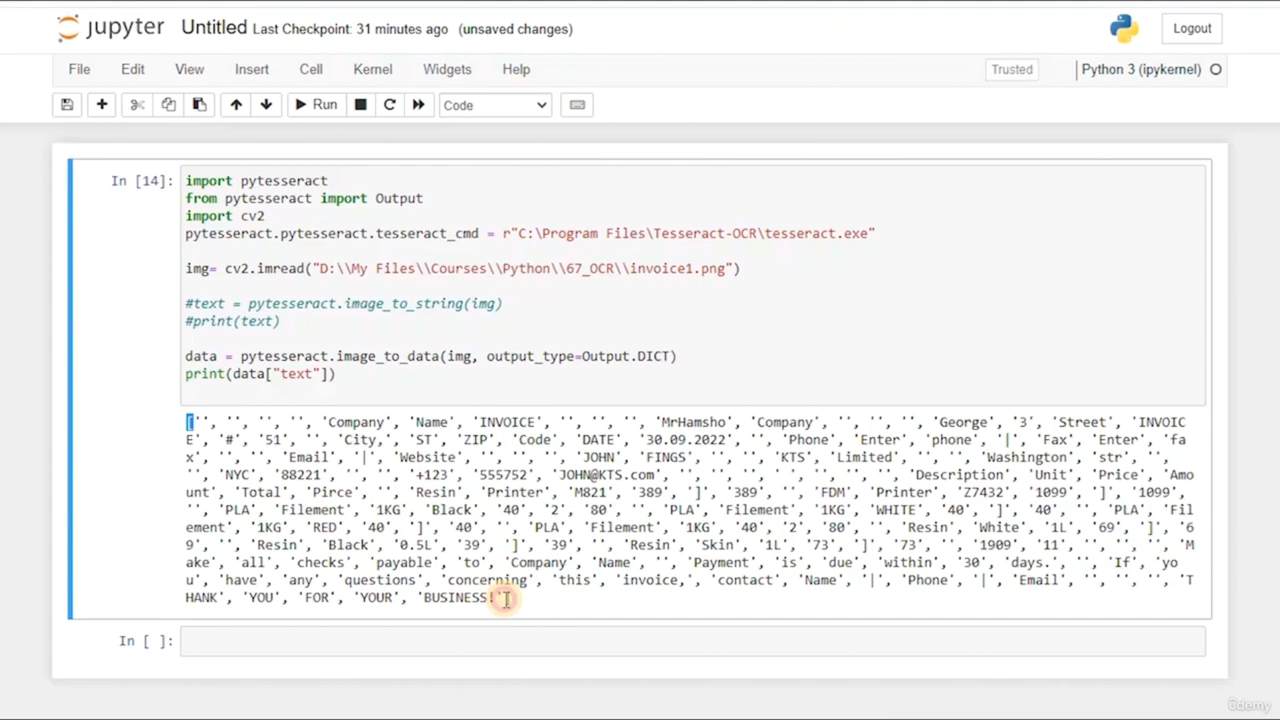 jupyter Untitled Last Checkpoint: 31 minutes ago (unsaved changes) Logout
File Edit View Insert Cell Kernel Widgets Help Trusted Python 3 (ipykernel)
Run Code
In [14]: import pytesseract
from pytesseract import Output
import cv2
pytesseract.pytesseract.tesseract_cmd = r"C:\Program Files\Tesseract-OCR\tesseract.exe"
img= cv2.imread("D:\\My Files\\Courses\\Python\\67_OCR\\invoice1.png")
#text = pytesseract.image_to_string(img)
#print(text)
data = pytesseract.image_to_data(img, output_type=Output.DICT)
print(data["text"])
['', '', '', '', 'Company', 'Name', 'INVOICE', '', '', '', 'MrHamsho', 'Company', '', '', '', 'George', '3', 'Street', 'INVOIC
E', '#', '51', '', 'City,', 'ST', 'ZIP', 'Code', 'DATE', '30.09.2022', '', 'Phone', 'Enter', 'phone', '|', 'Fax', 'Enter', 'fa
x', '', '', 'Email', '|', 'Website', '', '', 'JOHN', 'FINGS', '', '', 'KTS', 'Limited', '', '', 'Washington', 'str', '',
'', 'NYC', '88221', '', '', '+123', '555752', 'JOHN@KTS.com', '', '', '', '', '', '', '', 'Description', 'Unit', 'Price', 'Amo
unt', 'Total', 'Pirce', '', 'Resin', 'Printer', 'M821', '389', ']', '389', '', 'FDM', 'Printer', 'Z7432', '1099', ']', '1099',
'', 'PLA', 'Filement', '1KG', 'Black', '40', '2', '80', '', 'PLA', 'Filement', '1KG', 'WHITE', '40', ']', '40', '', 'PLA', 'Fil
ement', '1KG', 'RED', '40', ']', '40', '', 'PLA', 'Filement', '1KG', '40', '2', '80', '', 'Resin', 'White', '1L', '69', ']', '6
9', '', 'Resin', 'Black', '0.5L', '39', ']', '39', '', 'Resin', 'Skin', '1L', '73', ']', '73', '', '1909', '11', '', '', 'M
ake', 'all', 'checks', 'payable', 'to', 'Company', 'Name', '', 'Payment', 'is', 'due', 'within', '30', 'days.', '', 'If', 'yo
u', 'have', 'any', 'questions', 'concerning', 'this', 'invoice,', 'contact', 'Name', '|', 'Phone', '|', 'Email', '', '', '', 'T
HANK', 'YOU', 'FOR', 'YOUR', 'BUSINESS!']
In [ ]:
ûdemy